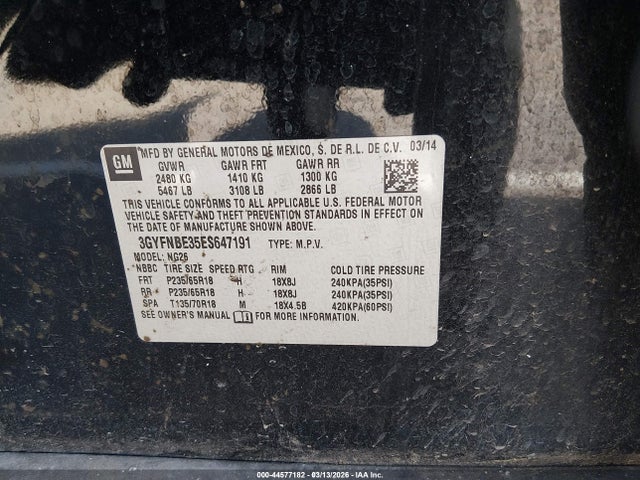 GM
MFD BY GENERAL MOTORS DE MEXICO, S. DE R.L. DE C.V. 03/14
GVWR GAWR FRT GAWR RR
2480 KG 1410 KG 1300 KG
5467 LB 3108 LB 2866 LB
THIS VEHICLE CONFORMS TO ALL APPLICABLE U.S. FEDERAL MOTOR
VEHICLE SAFETY AND THEFT PREVENTION STANDARDS IN EFFECT ON
THE DATE OF MANUFACTURE SHOWN ABOVE.
3GYFNBE35ES647191 TYPE: M.P.V.
MODEL: NG26
NBBC TIRE SIZE SPEED RTG RIM COLD TIRE PRESSURE
FRT P235/65R18 H 18X8J 240KPA(35PSI)
RR P235/65R18 H 18X8J 240KPA(35PSI)
SPA T135/70R18 M 18X4.5B 420KPA(60PSI)
SEE OWNER'S MANUAL FOR MORE INFORMATION.
000-44577182 - 03/13/2026 - IAA Inc.